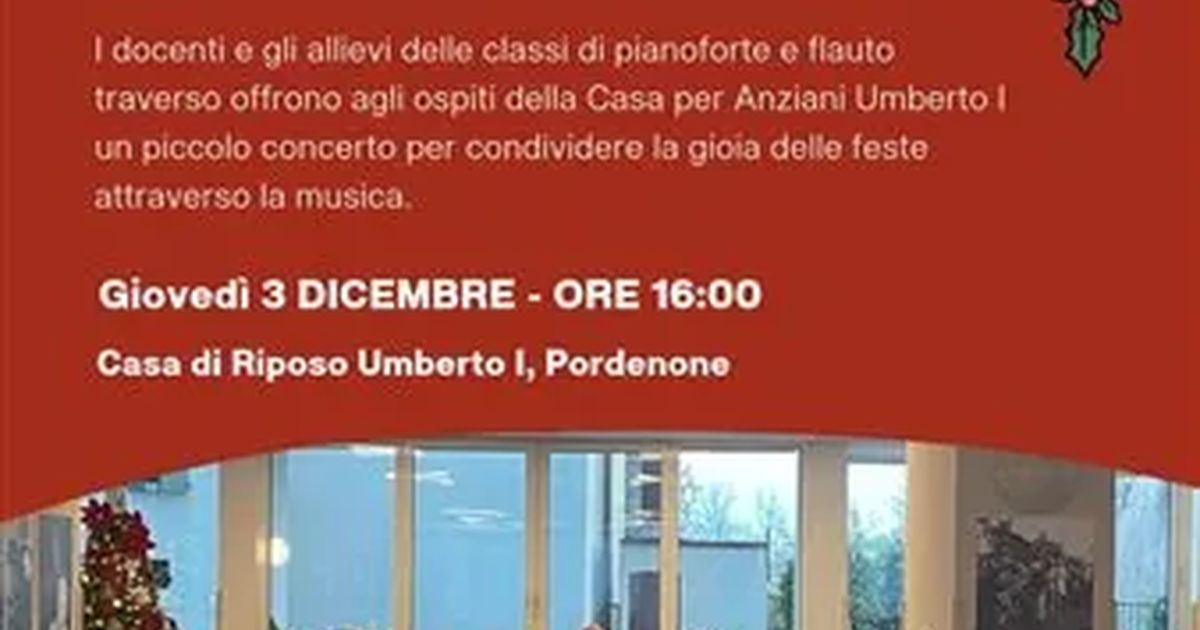 I docenti e gli allievi delle classi di pianoforte e flauto
traverso offrono agli ospiti della Casa per Anziani Umberto I
un piccolo concerto per condividere la gioia delle feste
attraverso la musica.
Giovedì 3 DICEMBRE - ORE 16:00
Casa di Riposo Umberto I, Pordenone